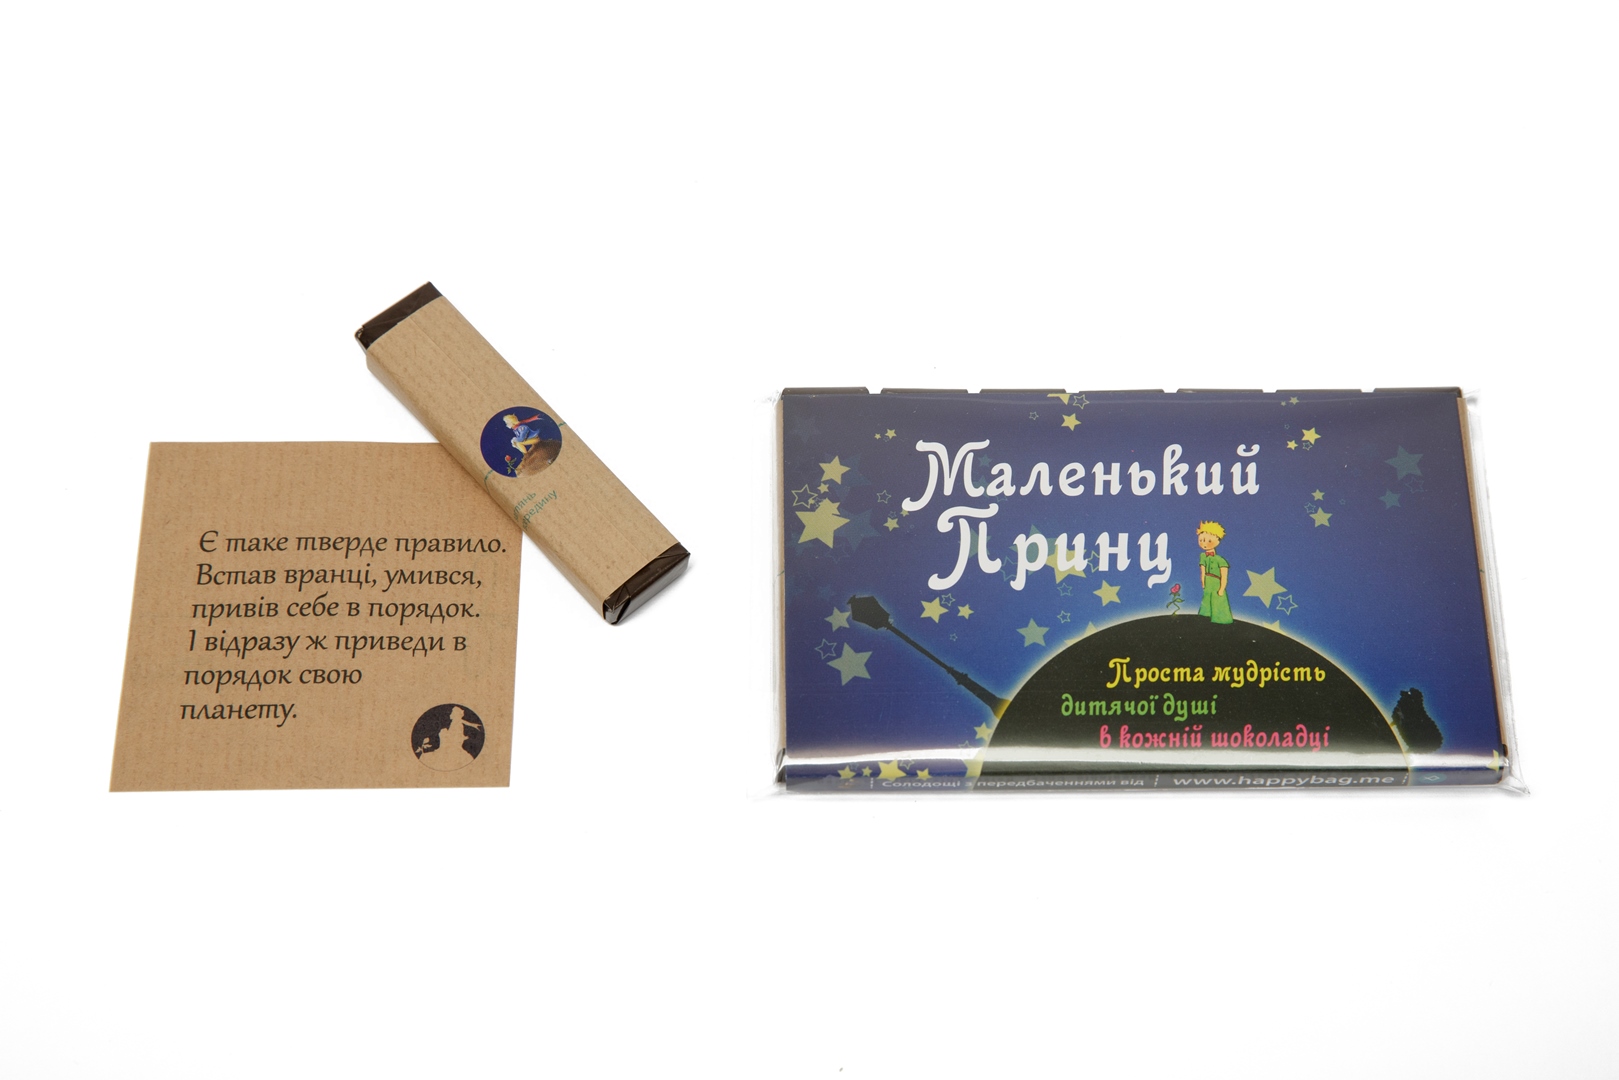 Є таке тверде правило.
Встав вранці, умився,
привів себе в порядок.
І відразу ж приведи в
порядок свою
планету.
Маленький
Принц
Проста мудрість
дитячої душі
в кожній шоколадці
Солодощі з передбаченнями від www.happybag.me